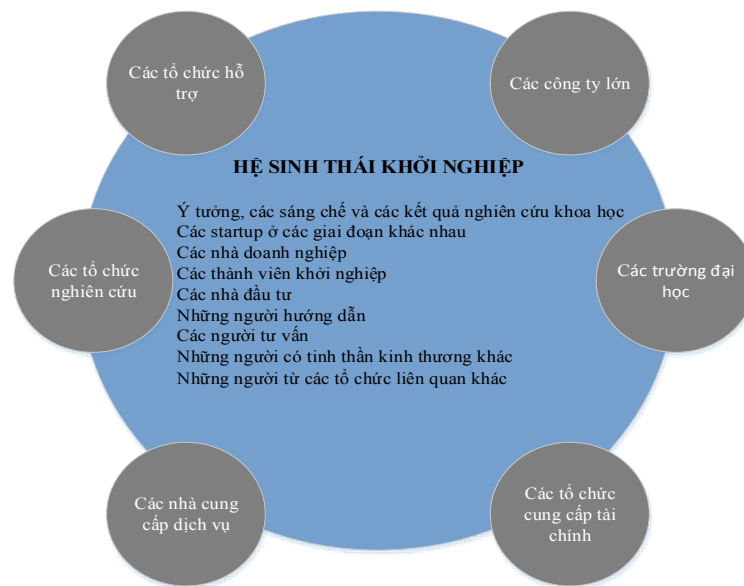 Các tổ chức hỗ
trợ
Các công ty lớn
HỆ SINH THÁI KHỞI NGHIỆP
Ý tưởng, các sáng chế và các kết quả nghiên cứu khoa học
Các startup ở các giai đoạn khác nhau
Các nhà doanh nghiệp
Các thành viên khởi nghiệp
Các nhà đầu tư
Những người hướng dẫn
Các người tư vấn
Những người có tinh thần kinh thương khác
Những người từ các tổ chức liên quan khác
Các tổ chức
nghiên cứu
Các trường đại
học
Các nhà cung
cấp dịch vụ
Các tổ chức
cung cấp tài
chính